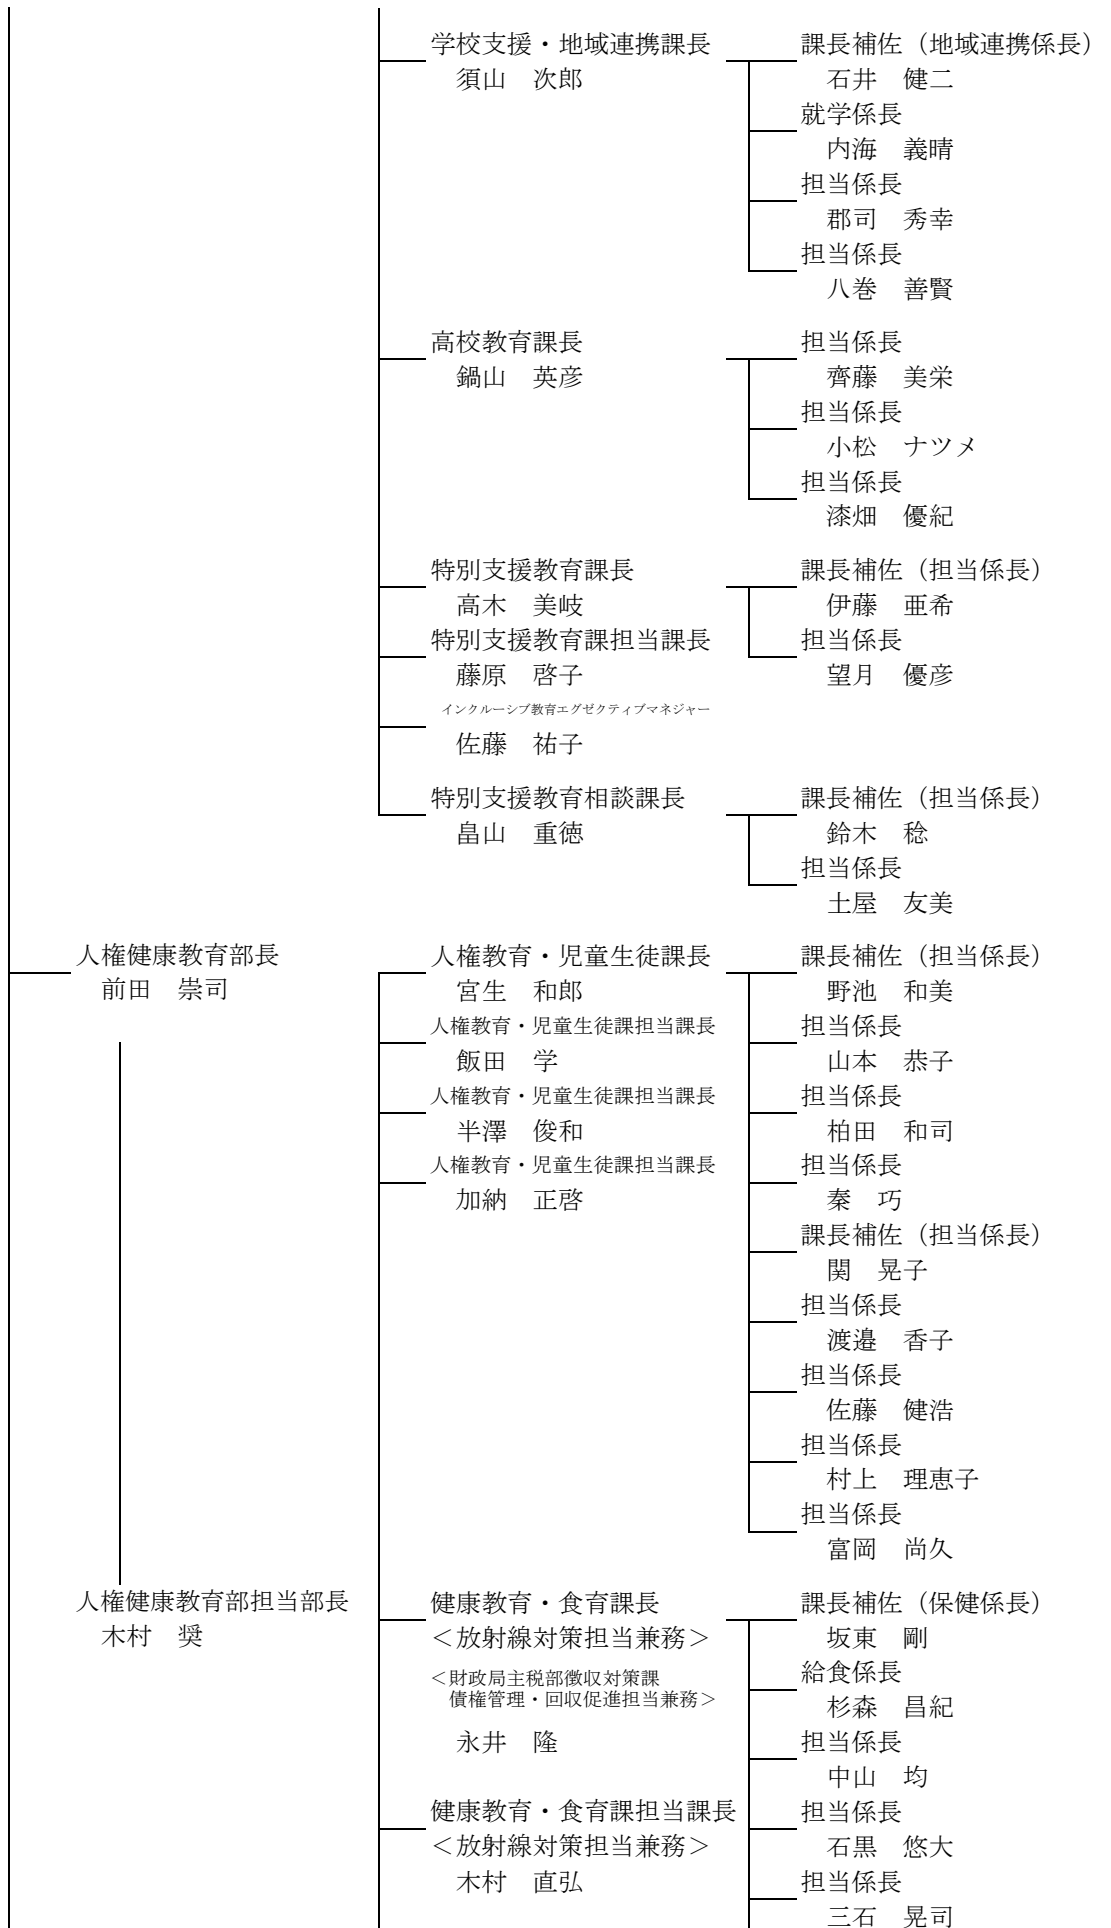 学校支援・地域連携課長
須山　次郎
課長補佐（地域連携係長）
石井　健二
就学係長
内海　義晴
担当係長
郡司　秀幸
担当係長
八巻　善賢
高校教育課長
鍋山　英彦
担当係長
齊藤　美栄
担当係長
小松　ナツメ
担当係長
漆畑　優紀
特別支援教育課長
高木　美岐
特別支援教育課担当課長
藤原　啓子
インクルーシブ教育エグゼクティブマネジャー
佐藤　祐子
課長補佐（担当係長）
伊藤　亜希
担当係長
望月　優彦
特別支援教育相談課長
畠山　重徳
課長補佐（担当係長）
鈴木　稔
担当係長
土屋　友美
人権健康教育部長
前田　崇司
人権教育・児童生徒課長
宮生　和郎
人権教育・児童生徒課担当課長
飯田　学
人権教育・児童生徒課担当課長
半澤　俊和
人権教育・児童生徒課担当課長
加納　正啓
課長補佐（担当係長）
野池　和美
担当係長
山本　恭子
担当係長
柏田　和司
担当係長
秦　巧
課長補佐（担当係長）
関　晃子
担当係長
渡邉　香子
担当係長
佐藤　健浩
担当係長
村上　理恵子
担当係長
富岡　尚久
人権健康教育部担当部長
木村　奨
健康教育・食育課長
＜放射線対策担当兼務＞
＜財政局主税部徴収対策課
債権管理・回収促進担当兼務＞
永井　隆
健康教育・食育課担当課長
＜放射線対策担当兼務＞
木村　直弘
課長補佐（保健係長）
坂東　剛
給食係長
杉森　昌紀
担当係長
中山　均
担当係長
石黒　悠大
担当係長
三石　晃司